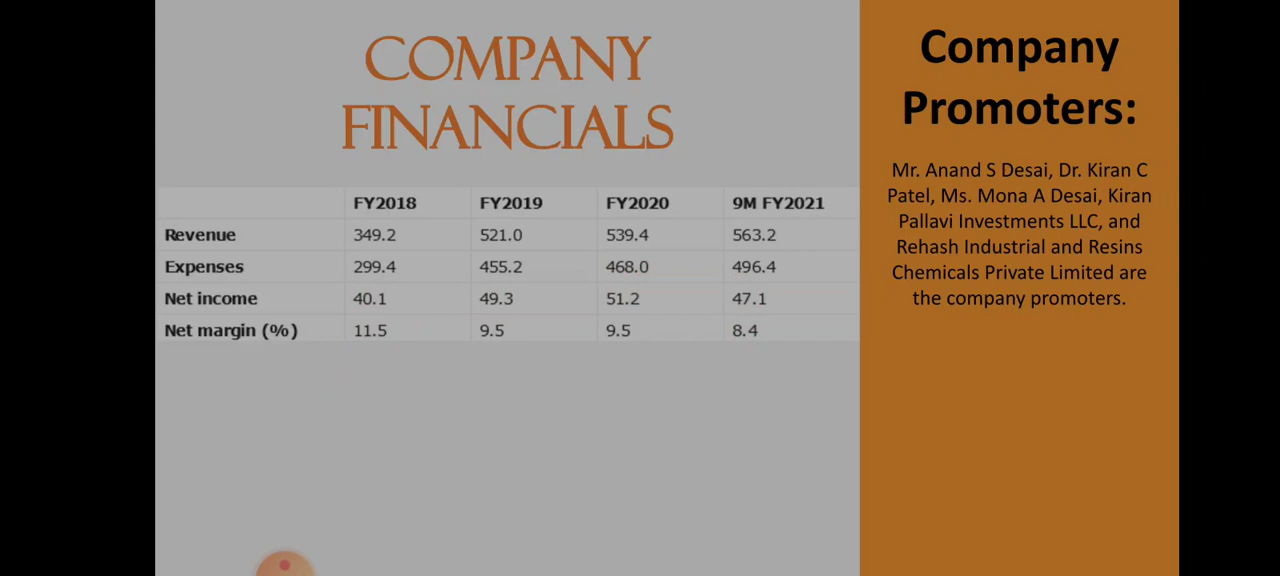 COMPANY
FINANCIALS
FY2018 FY2019 FY2020 9M FY2021
Revenue 349.2 521.0 539.4 563.2
Expenses 299.4 455.2 468.0 496.4
Net income 40.1 49.3 51.2 47.1
Net margin (%) 11.5 9.5 9.5 8.4
Company
Promoters:
Mr. Anand S Desai, Dr. Kiran C
Patel, Ms. Mona A Desai, Kiran
Pallavi Investments LLC, and
Rehash Industrial and Resins
Chemicals Private Limited are
the company promoters.